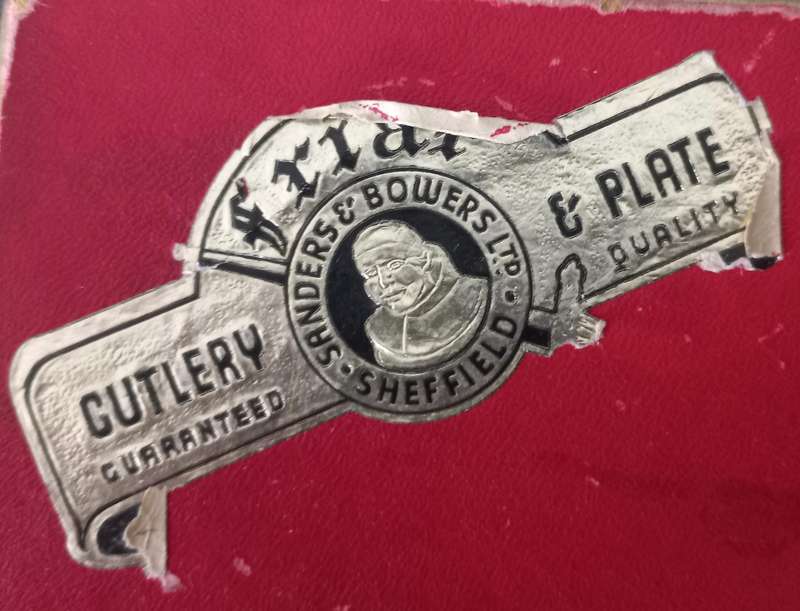 Friar
SANDERS & BOWERS LTD.
SHEFFIELD
CUTLERY
GUARANTEED
& PLATE
QUALITY